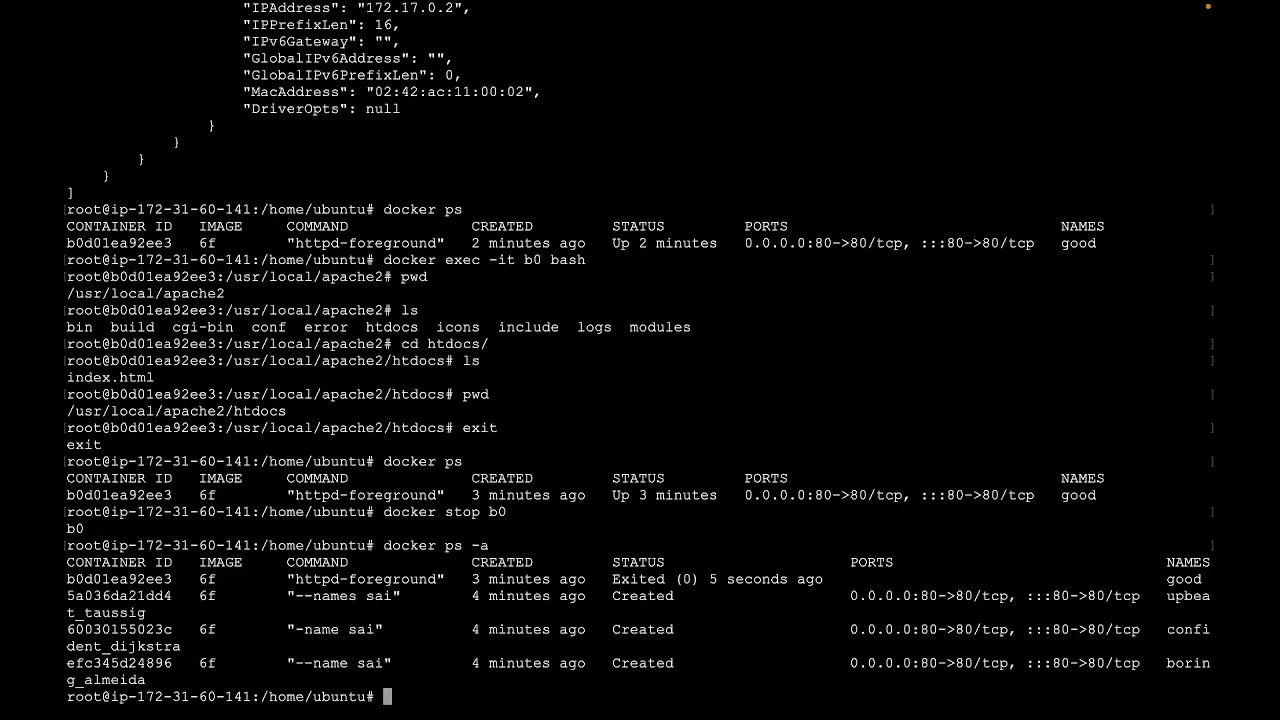 "IPAddress": "172.17.0.2",
"IPPrefixLen": 16,
"IPv6Gateway": "",
"GlobalIPv6Address": "",
"GlobalIPv6PrefixLen": 0,
"MacAddress": "02:42:ac:11:00:02",
"DriverOpts": null
}
}
}
}
]
[root@ip-172-31-60-141:/home/ubuntu# docker ps ]
CONTAINER ID IMAGE COMMAND CREATED STATUS PORTS NAMES
b0d01ea92ee3 6f "httpd-foreground" 2 minutes ago Up 2 minutes 0.0.0.0:80->80/tcp, :::80->80/tcp good
[root@ip-172-31-60-141:/home/ubuntu# docker exec -it b0 bash ]
[root@b0d01ea92ee3:/usr/local/apache2# pwd ]
/usr/local/apache2
[root@b0d01ea92ee3:/usr/local/apache2# ls ]
bin build cgi-bin conf error htdocs icons include logs modules
[root@b0d01ea92ee3:/usr/local/apache2# cd htdocs/ ]
[root@b0d01ea92ee3:/usr/local/apache2/htdocs# ls ]
index.html
[root@b0d01ea92ee3:/usr/local/apache2/htdocs# pwd ]
/usr/local/apache2/htdocs
[root@b0d01ea92ee3:/usr/local/apache2/htdocs# exit ]
exit
[root@ip-172-31-60-141:/home/ubuntu# docker ps ]
CONTAINER ID IMAGE COMMAND CREATED STATUS PORTS NAMES
b0d01ea92ee3 6f "httpd-foreground" 3 minutes ago Up 3 minutes 0.0.0.0:80->80/tcp, :::80->80/tcp good
[root@ip-172-31-60-141:/home/ubuntu# docker stop b0 ]
b0
[root@ip-172-31-60-141:/home/ubuntu# docker ps -a ]
CONTAINER ID IMAGE COMMAND CREATED STATUS PORTS NAMES
b0d01ea92ee3 6f "httpd-foreground" 3 minutes ago Exited (0) 5 seconds ago good
5a036da21dd4 6f "--names sai" 4 minutes ago Created 0.0.0.0:80->80/tcp, :::80->80/tcp upbea
t_taussig
60030155023c 6f "-name sai" 4 minutes ago Created 0.0.0.0:80->80/tcp, :::80->80/tcp confi
dent_dijkstra
efc345d24896 6f "--name sai" 4 minutes ago Created 0.0.0.0:80->80/tcp, :::80->80/tcp borin
g_almeida
root@ip-172-31-60-141:/home/ubuntu#